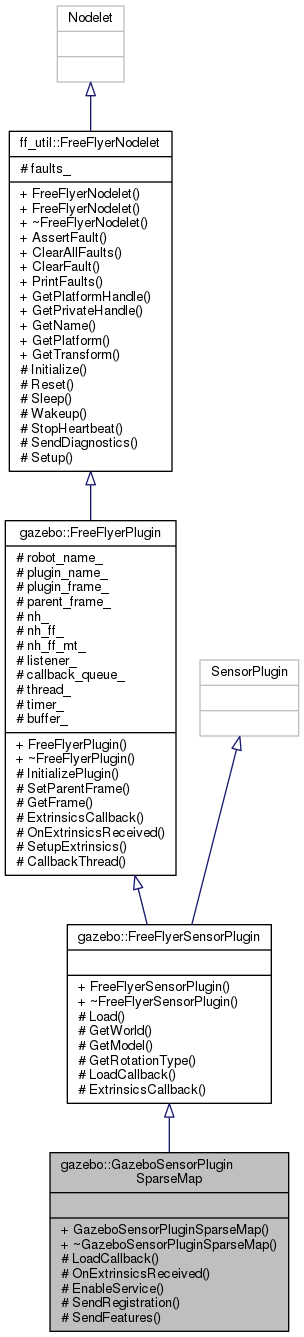 Nodelet
ff_util::FreeFlyerNodelet
# faults_
+ FreeFlyerNodelet()
+ FreeFlyerNodelet()
+ ~FreeFlyerNodelet()
+ AssertFault()
+ ClearAllFaults()
+ ClearFault()
+ PrintFaults()
+ GetPlatformHandle()
+ GetPrivateHandle()
+ GetName()
+ GetPlatform()
+ GetTransform()
# Initialize()
# Reset()
# Sleep()
# Wakeup()
# StopHeartbeat()
# SendDiagnostics()
# Setup()
gazebo::FreeFlyerPlugin
# robot_name_
# plugin_name_
# plugin_frame_
# parent_frame_
# nh_
# nh_ff_
# nh_ff_mt_
# listener_
# callback_queue_
# thread_
# timer_
# buffer_
+ FreeFlyerPlugin()
+ ~FreeFlyerPlugin()
# InitializePlugin()
# SetParentFrame()
# GetFrame()
# ExtrinsicsCallback()
# OnExtrinsicsReceived()
# SetupExtrinsics()
# CallbackThread()
SensorPlugin
gazebo::FreeFlyerSensorPlugin
+ FreeFlyerSensorPlugin()
+ ~FreeFlyerSensorPlugin()
# Load()
# GetWorld()
# GetModel()
# GetRotationType()
# LoadCallback()
# ExtrinsicsCallback()
gazebo::GazeboSensorPlugin
SparseMap
+ GazeboSensorPluginSparseMap()
+ ~GazeboSensorPluginSparseMap()
# LoadCallback()
# OnExtrinsicsReceived()
# EnableService()
# SendRegistration()
# SendFeatures()